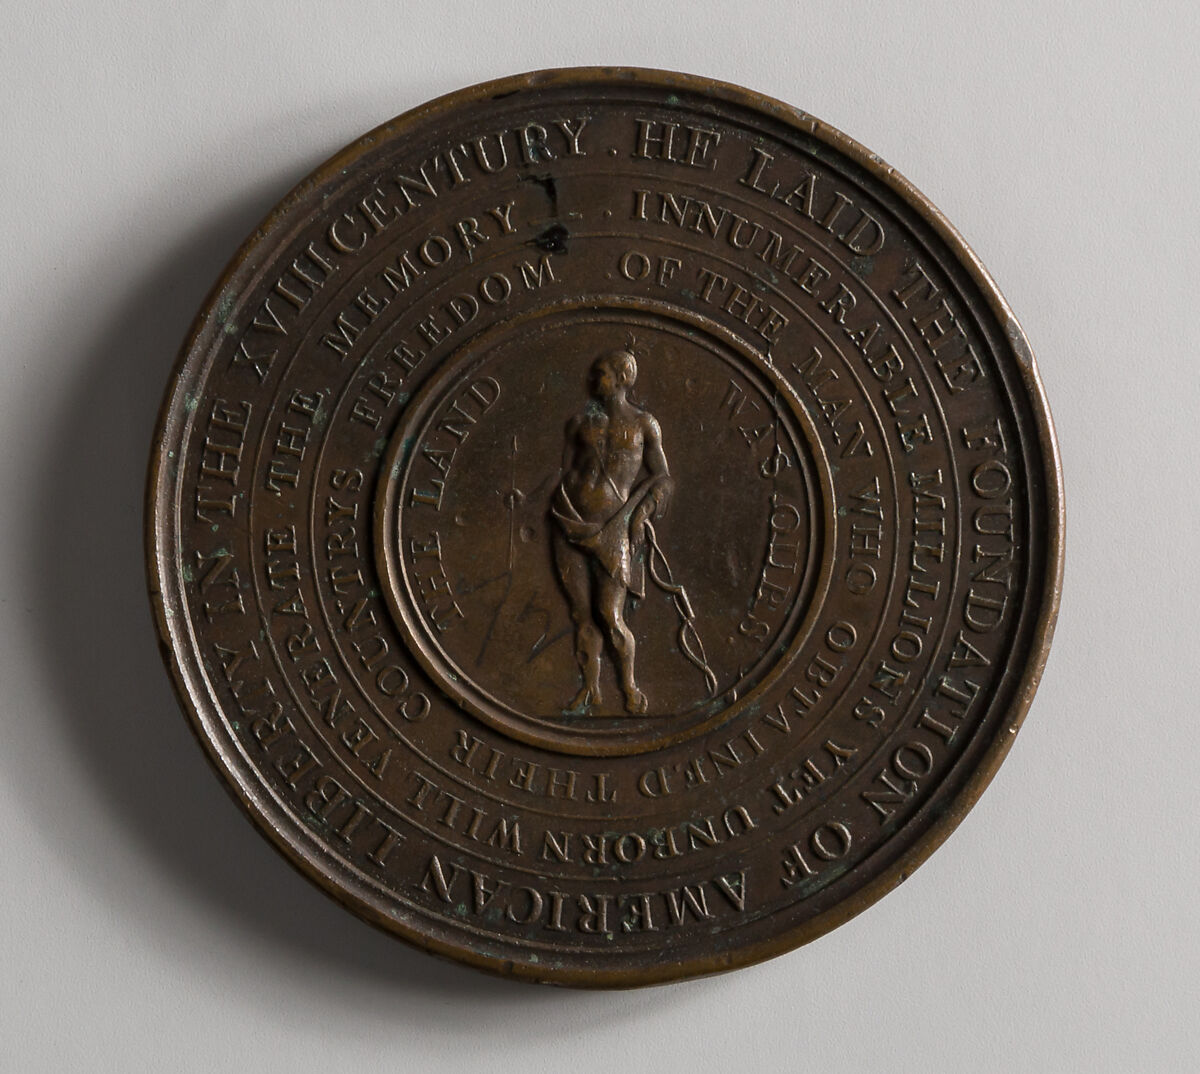 HE LAID THE FOUNDATION OF AMERICAN LIBERTY IN THE XVIII CENTURY .
INNUMERABLE MILLIONS YET UNBORN WILL VENERATE THE MEMORY .
OF THE MAN WHO OBTAINED THEIR COUNTRYS FREEDOM
THE LAND WAS OURS.